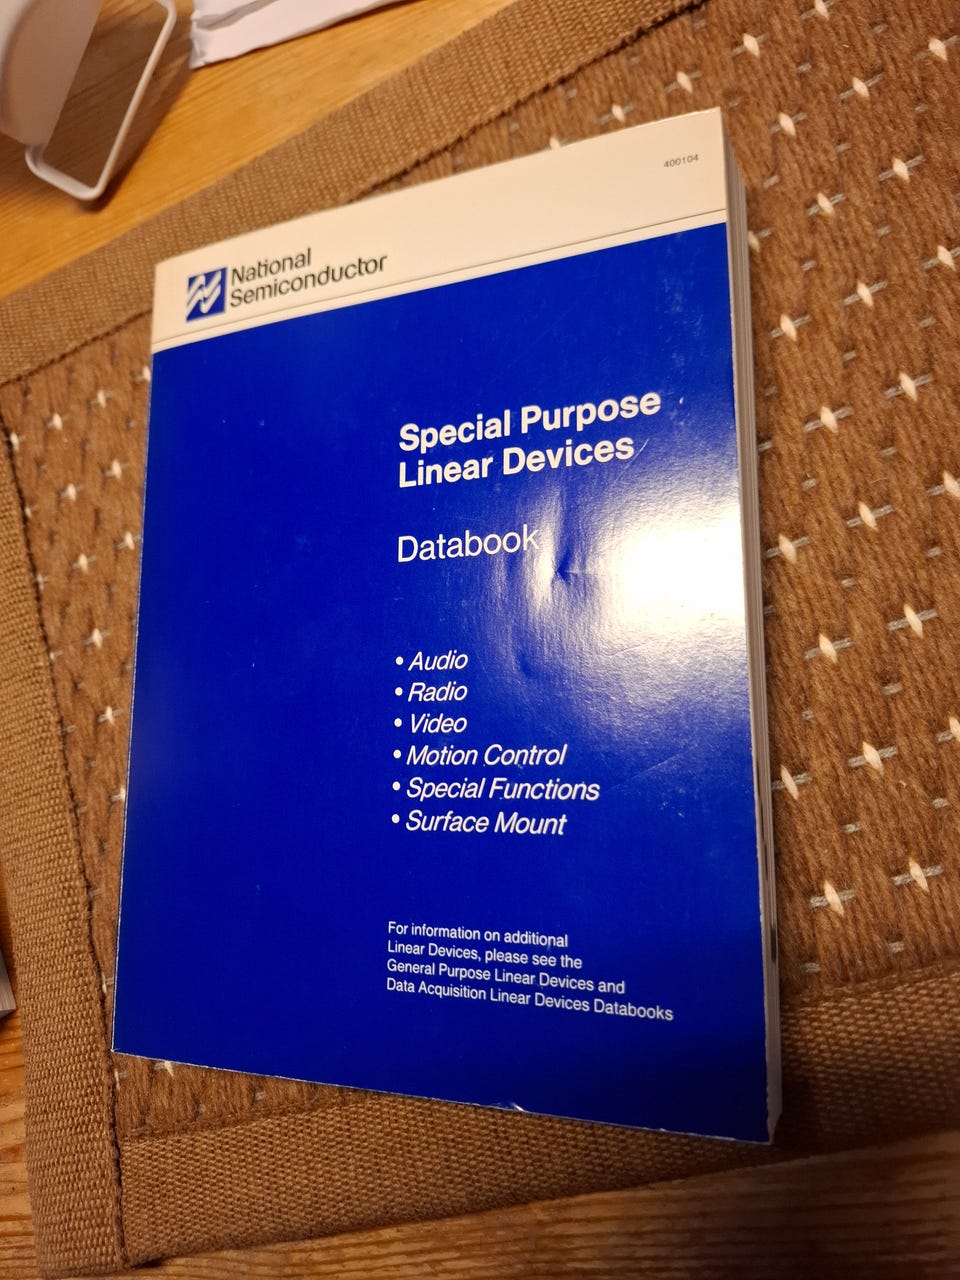 400104
National
Semiconductor
Special Purpose
Linear Devices
Databook
• Audio
• Radio
• Video
• Motion Control
• Special Functions
• Surface Mount
For information on additional
Linear Devices, please see the
General Purpose Linear Devices and
Data Acquisition Linear Devices Databooks